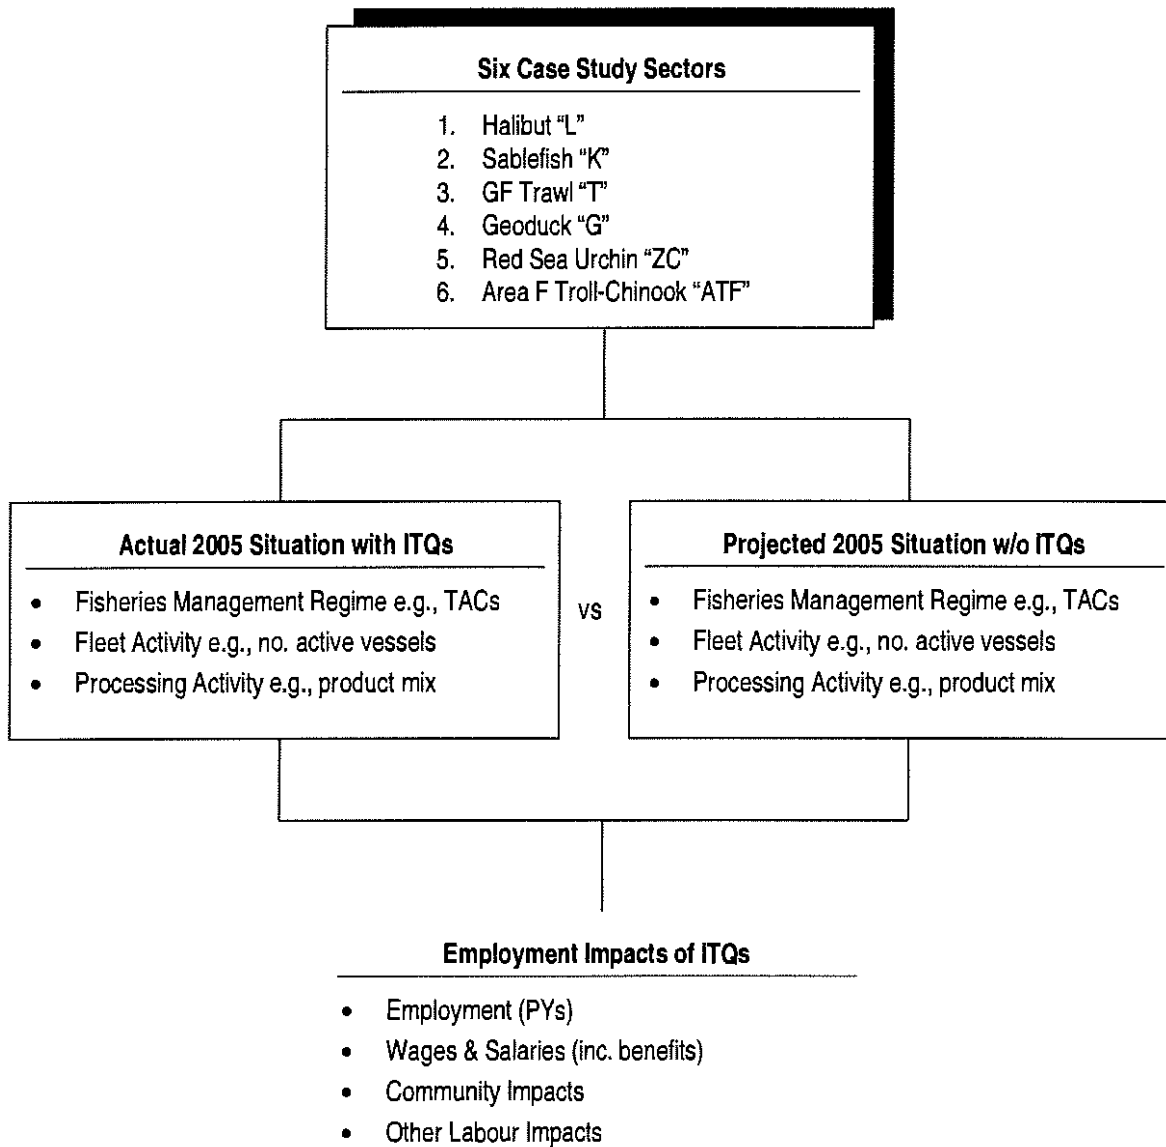 Six Case Study Sectors
1. Halibut “L”
2. Sablefish “K”
3. GF Trawl “T”
4. Geoduck “G”
5. Red Sea Urchin “ZC”
6. Area F Troll-Chinook “ATF”
Actual 2005 Situation with ITQs
• Fisheries Management Regime e.g., TACs
• Fleet Activity e.g., no. active vessels
• Processing Activity e.g., product mix
vs
Projected 2005 Situation w/o ITQs
• Fisheries Management Regime e.g., TACs
• Fleet Activity e.g., no. active vessels
• Processing Activity e.g., product mix
Employment Impacts of ITQs
• Employment (PYs)
• Wages & Salaries (inc. benefits)
• Community Impacts
• Other Labour Impacts